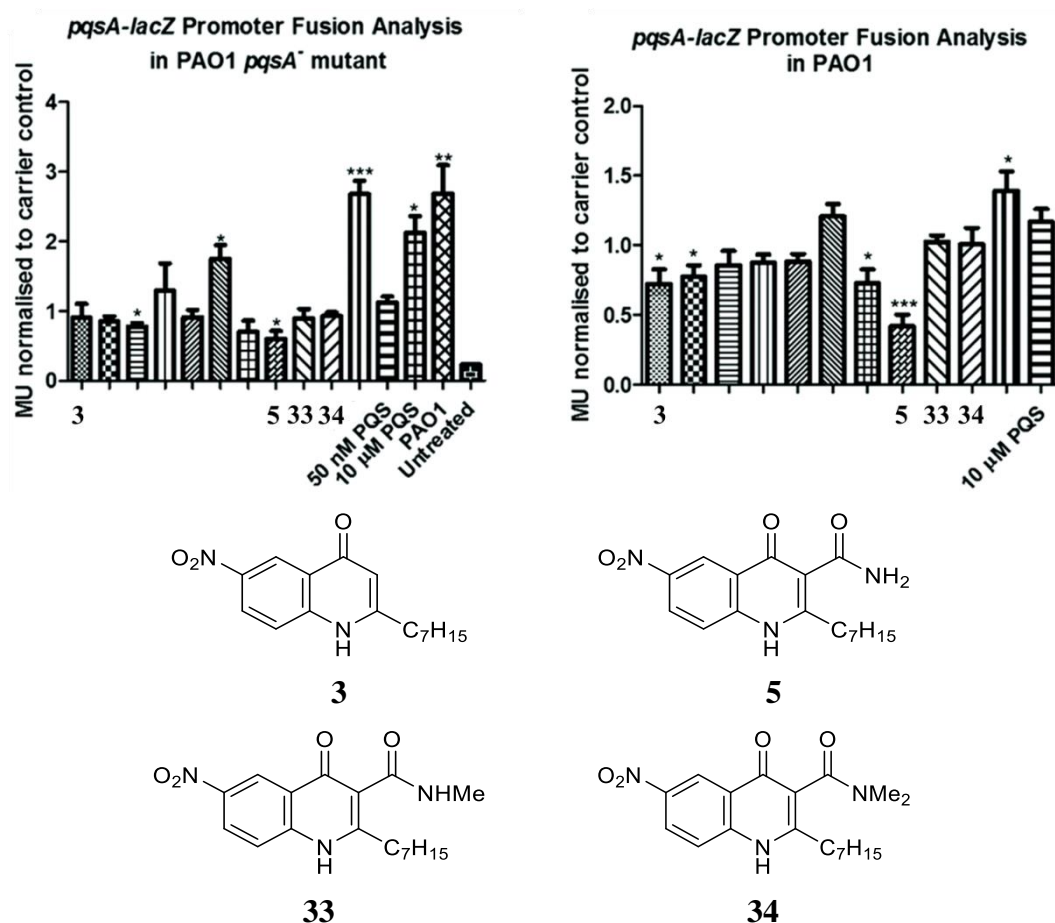 pqsA-lacZ Promoter Fusion Analysis
in PAO1 pqsA⁻ mutant
MU normalised to carrier control
4
3
2
1
0
*
*
*
***
*
**
3
5
33
34
50 nM PQS
10 µM PQS
PAO1
Untreated
pqsA-lacZ Promoter Fusion Analysis
in PAO1
MU normalised to carrier control
2.0
1.5
1.0
0.5
0.0
*
*
*
***
*
3
5
33
34
10 µM PQS
O
O₂N
N
H
C₇H₁₅
3
O
O
O₂N
NH₂
N
H
C₇H₁₅
5
O
O
O₂N
NHMe
N
H
C₇H₁₅
33
O
O
O₂N
NMe₂
N
H
C₇H₁₅
34